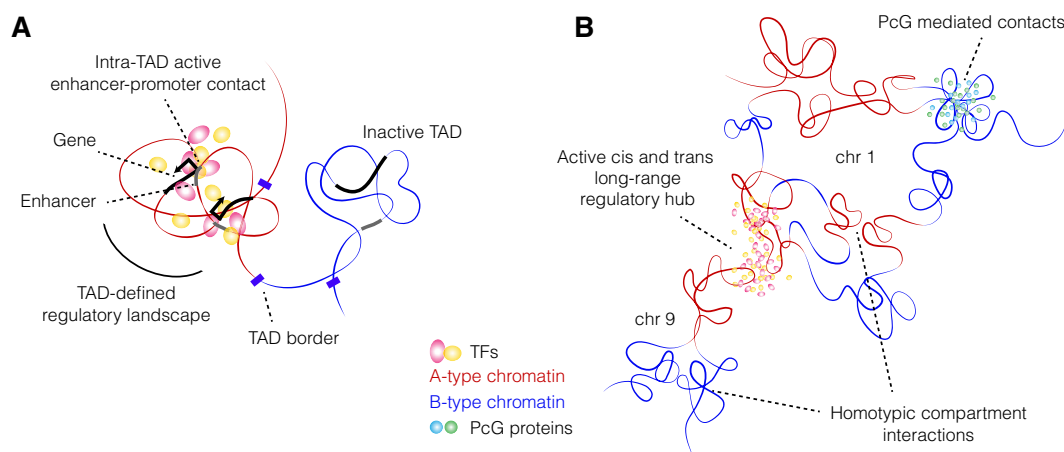 A
Intra-TAD active
enhancer-promoter contact
Gene
Enhancer
Inactive TAD
TAD-defined
regulatory landscape
TAD border
TFs
A-type chromatin
B-type chromatin
PcG proteins
B
PcG mediated contacts
chr 1
Active cis and trans
long-range
regulatory hub
chr 9
Homotypic compartment
interactions